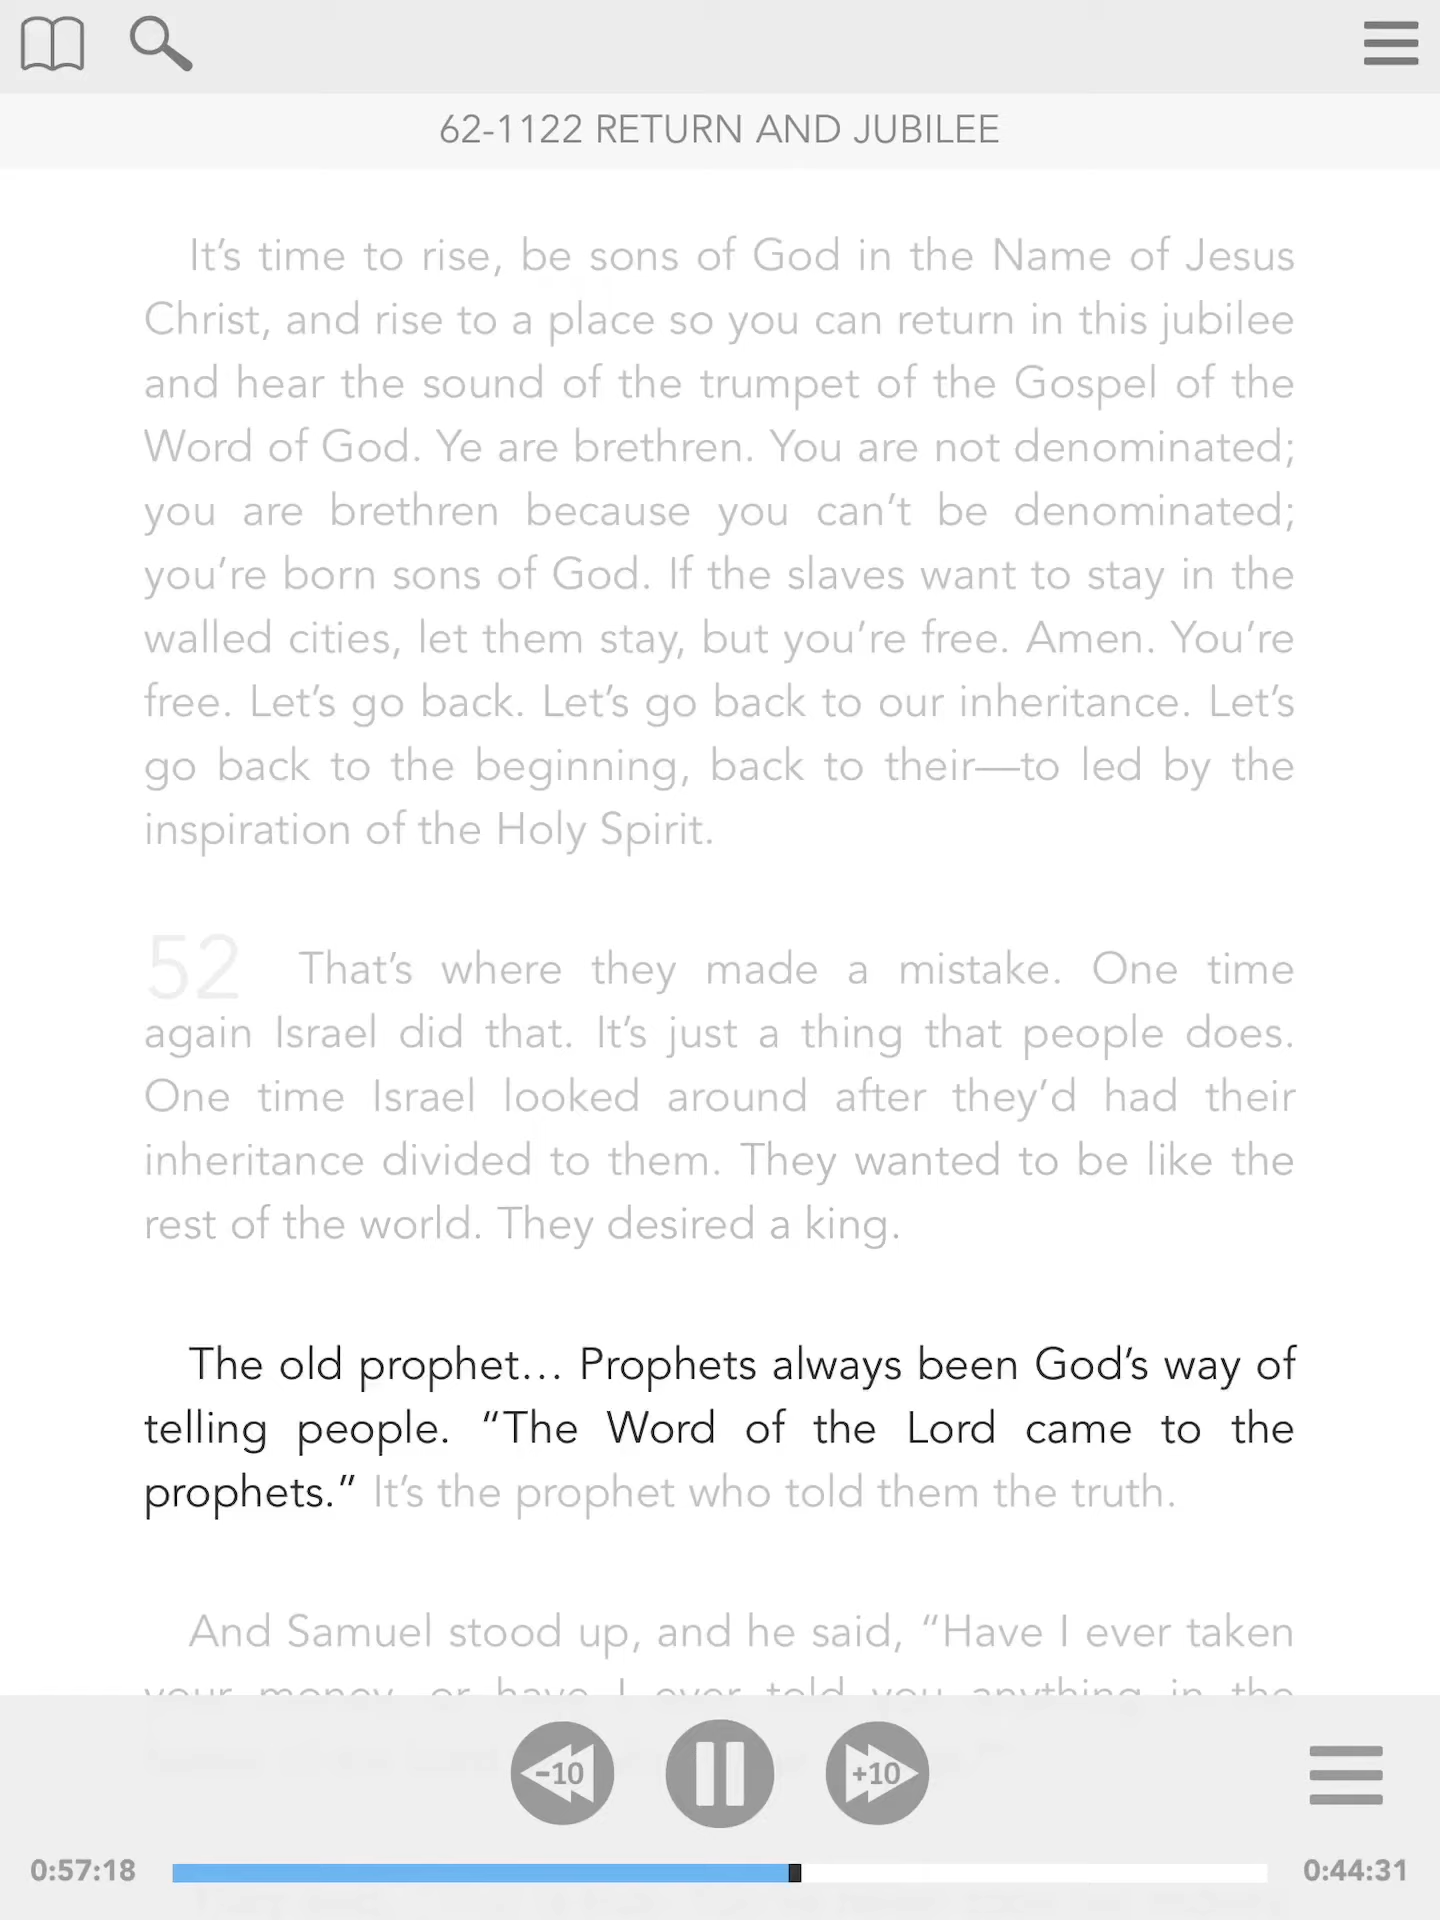 62-1122 RETURN AND JUBILEE
It’s time to rise, be sons of God in the Name of Jesus
Christ, and rise to a place so you can return in this jubilee
and hear the sound of the trumpet of the Gospel of the
Word of God. Ye are brethren. You are not denominated;
you are brethren because you can’t be denominated;
you’re born sons of God. If the slaves want to stay in the
walled cities, let them stay, but you’re free. Amen. You’re
free. Let’s go back. Let’s go back to our inheritance. Let’s
go back to the beginning, back to their—to led by the
inspiration of the Holy Spirit.
52 That’s where they made a mistake. One time
again Israel did that. It’s just a thing that people does.
One time Israel looked around after they’d had their
inheritance divided to them. They wanted to be like the
rest of the world. They desired a king.
The old prophet… Prophets always been God’s way of
telling people. “The Word of the Lord came to the
prophets.” It’s the prophet who told them the truth.
And Samuel stood up, and he said, “Have I ever taken
your money, or have I ever told you anything in the
-10 +10
0:57:18 0:44:31